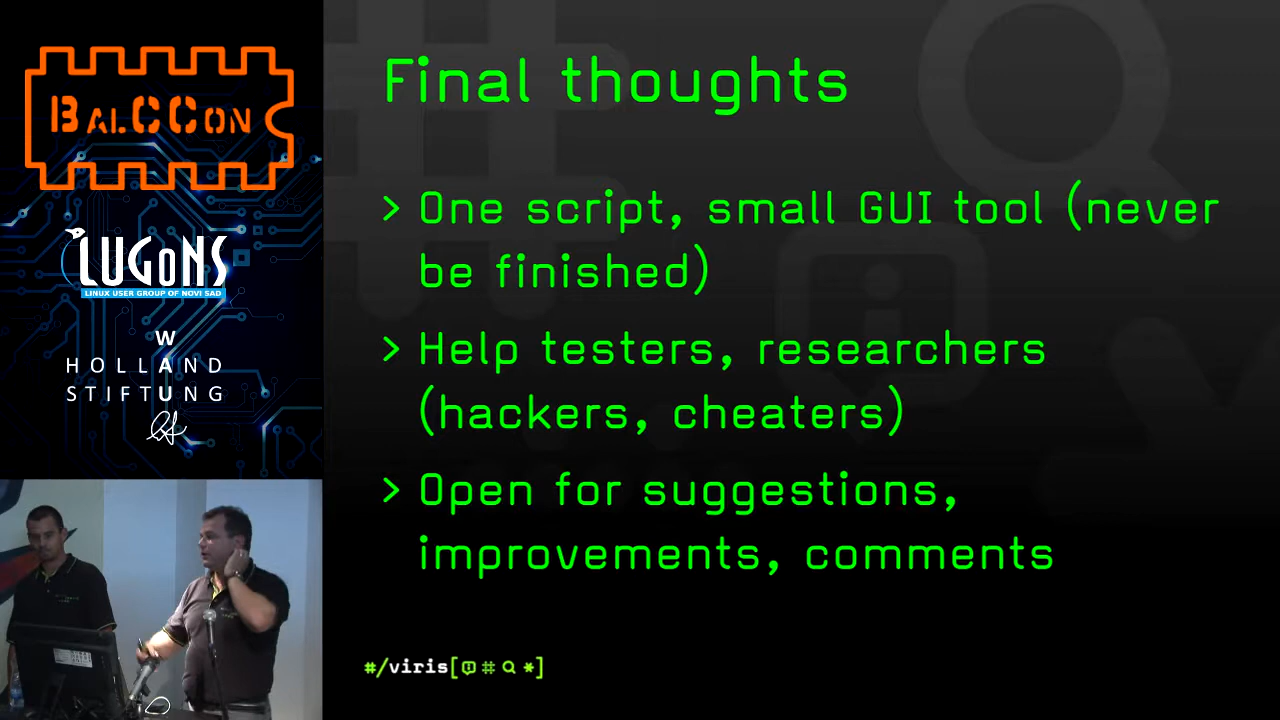 BALCCON
LUGoNS
LINUX USER GROUP OF NOVI SAD
W
HOLLAND
STIFTUNG
Final thoughts
> One script, small GUI tool (never
be finished)
> Help testers, researchers
(hackers, cheaters)
> Open for suggestions,
improvements, comments
#/viris[# *]